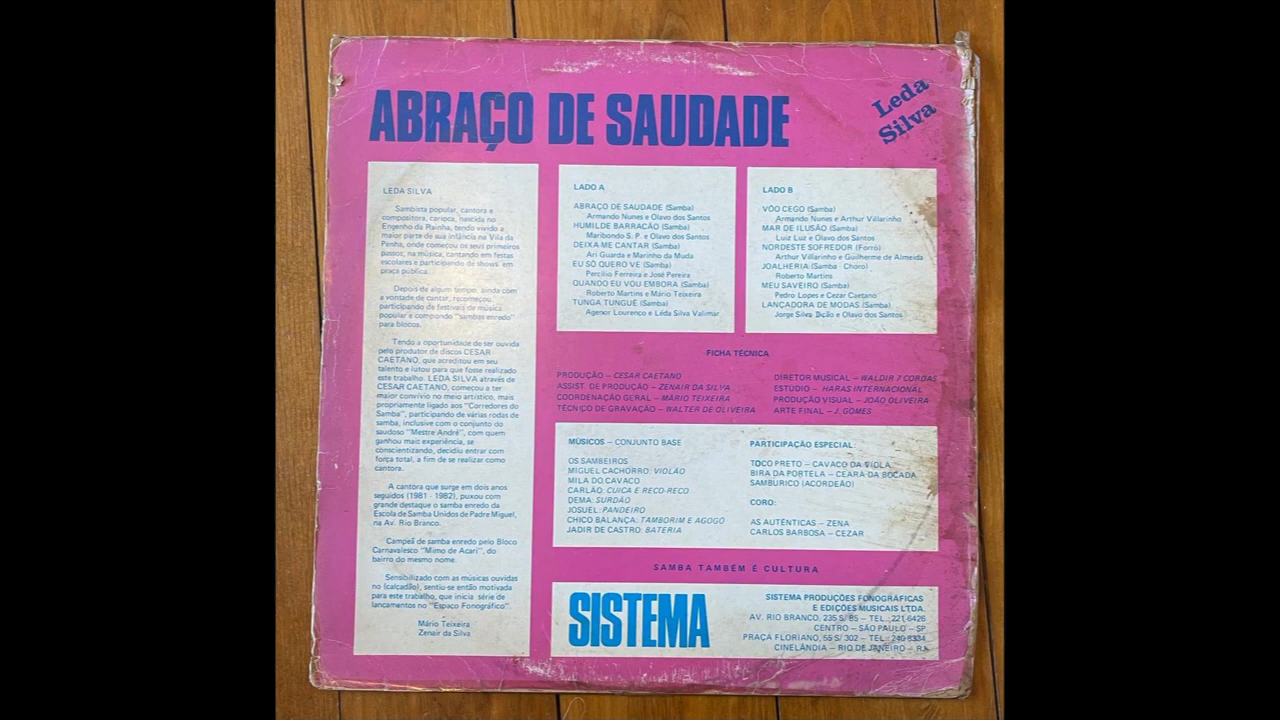 ABRAÇO DE SAUDADE
Leda
Silva
LEDA SILVA
Sambista popular, cantora e
compositora, carioca, nascida no
Engenho da Rainha, tendo vivido a
maior parte de sua infância na Vila da
Penha, onde começou os seus primeiros
passos, na música, cantando em festas
escolares e participando de shows em
praça pública.
Depois de algum tempo, ainda com
a vontade de cantar, recomeçou,
participando de festivais de música
popular e compondo "sambas enredo"
para blocos.
Tendo a oportunidade de ser ouvida
pelo produtor de discos CESAR
CAETANO, que acreditou em seu
talento e lutou para que fosse realizado
este trabalho. LEDA SILVA através de
CESAR CAETANO, começou a ter
maior convívio no meio artístico, mais
propriamente ligado aos "Corredores do
Samba", participando de várias rodas de
samba, inclusive com o conjunto do
saudoso "Mestre André", com quem
ganhou mais experiência, se
conscientizando, decidiu entrar com
força total, a fim de se realizar como
cantora.
A cantora que surge em dois anos
seguidos (1981 - 1982), puxou com
grande destaque o samba enredo da
Escola de Samba Unidos de Padre Miguel,
na Av. Rio Branco.
Campeã de samba enredo pelo Bloco
Carnavalesco "Mimo de Acari", do
bairro do mesmo nome.
Sensibilizado com as músicas ouvidas
no (calçadão), sentiu-se então motivada
para este trabalho, que inicia série de
lançamentos no "Espaço Fonográfico".
Mário Teixeira
Zenair da Silva
LADO A
ABRAÇO DE SAUDADE (Samba)
Armando Nunes e Olavo dos Santos
HUMILDE BARRACÃO (Samba)
Maribondo S. P. e Olavo dos Santos
DEIXA-ME CANTAR (Samba)
Ari Guarda e Marinho da Muda
EU SÓ QUERO VE (Samba)
Percílio Ferreira e José Pereira
QUANDO EU VOU EMBORA (Samba)
Roberto Martins e Mário Teixeira
TUNGA TUNGUÉ (Samba)
Agenor Lourenço e Léda Silva Valimar
LADO B
VÔO CEGO (Samba)
Armando Nunes e Arthur Villarinho
MAR DE ILUSÃO (Samba)
Luiz Luz e Olavo dos Santos
NORDESTE SOFREDOR (Forró)
Arthur Villarinho e Guilherme de Almeida
JOALHERIA (Samba - Choro)
Roberto Martins
MEU SAVEIRO (Samba)
Pedro Lopes e Cezar Caetano
LANÇADORA DE MODAS (Samba)
Jorge Silva Bição e Olavo dos Santos
FICHA TÉCNICA
PRODUÇÃO – CESAR CAETANO
ASSIST. DE PRODUÇÃO – ZENAIR DA SILVA
COORDENAÇÃO GERAL – MÁRIO TEIXEIRA
TÉCNICO DE GRAVAÇÃO – WALTER DE OLIVEIRA
DIRETOR MUSICAL – WALDIR 7 CORDAS
ESTÚDIO – HARAS INTERNACIONAL
PRODUÇÃO VISUAL – JOÃO OLIVEIRA
ARTE FINAL – J. GOMES
MÚSICOS – CONJUNTO BASE
OS SAMBEIROS
MIGUEL CACHORRO: VIOLÃO
MILA DO CAVACO
CARLÃO: CUICA E RECO-RECO
DEMA: SURDÃO
JOSUEL: PANDEIRO
CHICO BALANÇA: TAMBORIM E AGOGÔ
JADIR DE CASTRO: BATERIA
PARTICIPAÇÃO ESPECIAL:
TOCO PRETO – CAVACO DA VIOLA
BIRA DA PORTELA – CEARÁ DA BOCADA
SAMBURICO (ACORDEÃO)
CORO:
AS AUTÊNTICAS – ZENA
CARLOS BARBOSA – CEZAR
SAMBA TAMBÉM É CULTURA
SISTEMA
SISTEMA PRODUÇÕES FONOGRÁFICAS
E EDIÇÕES MUSICAIS LTDA.
AV. RIO BRANCO, 235 S/ 85 – TEL.: 221-6426
CENTRO – SÃO PAULO – SP
PRAÇA FLORIANO, 55 S/ 302 – TEL.: 240-8334
CINELÂNDIA – RIO DE JANEIRO – RJ